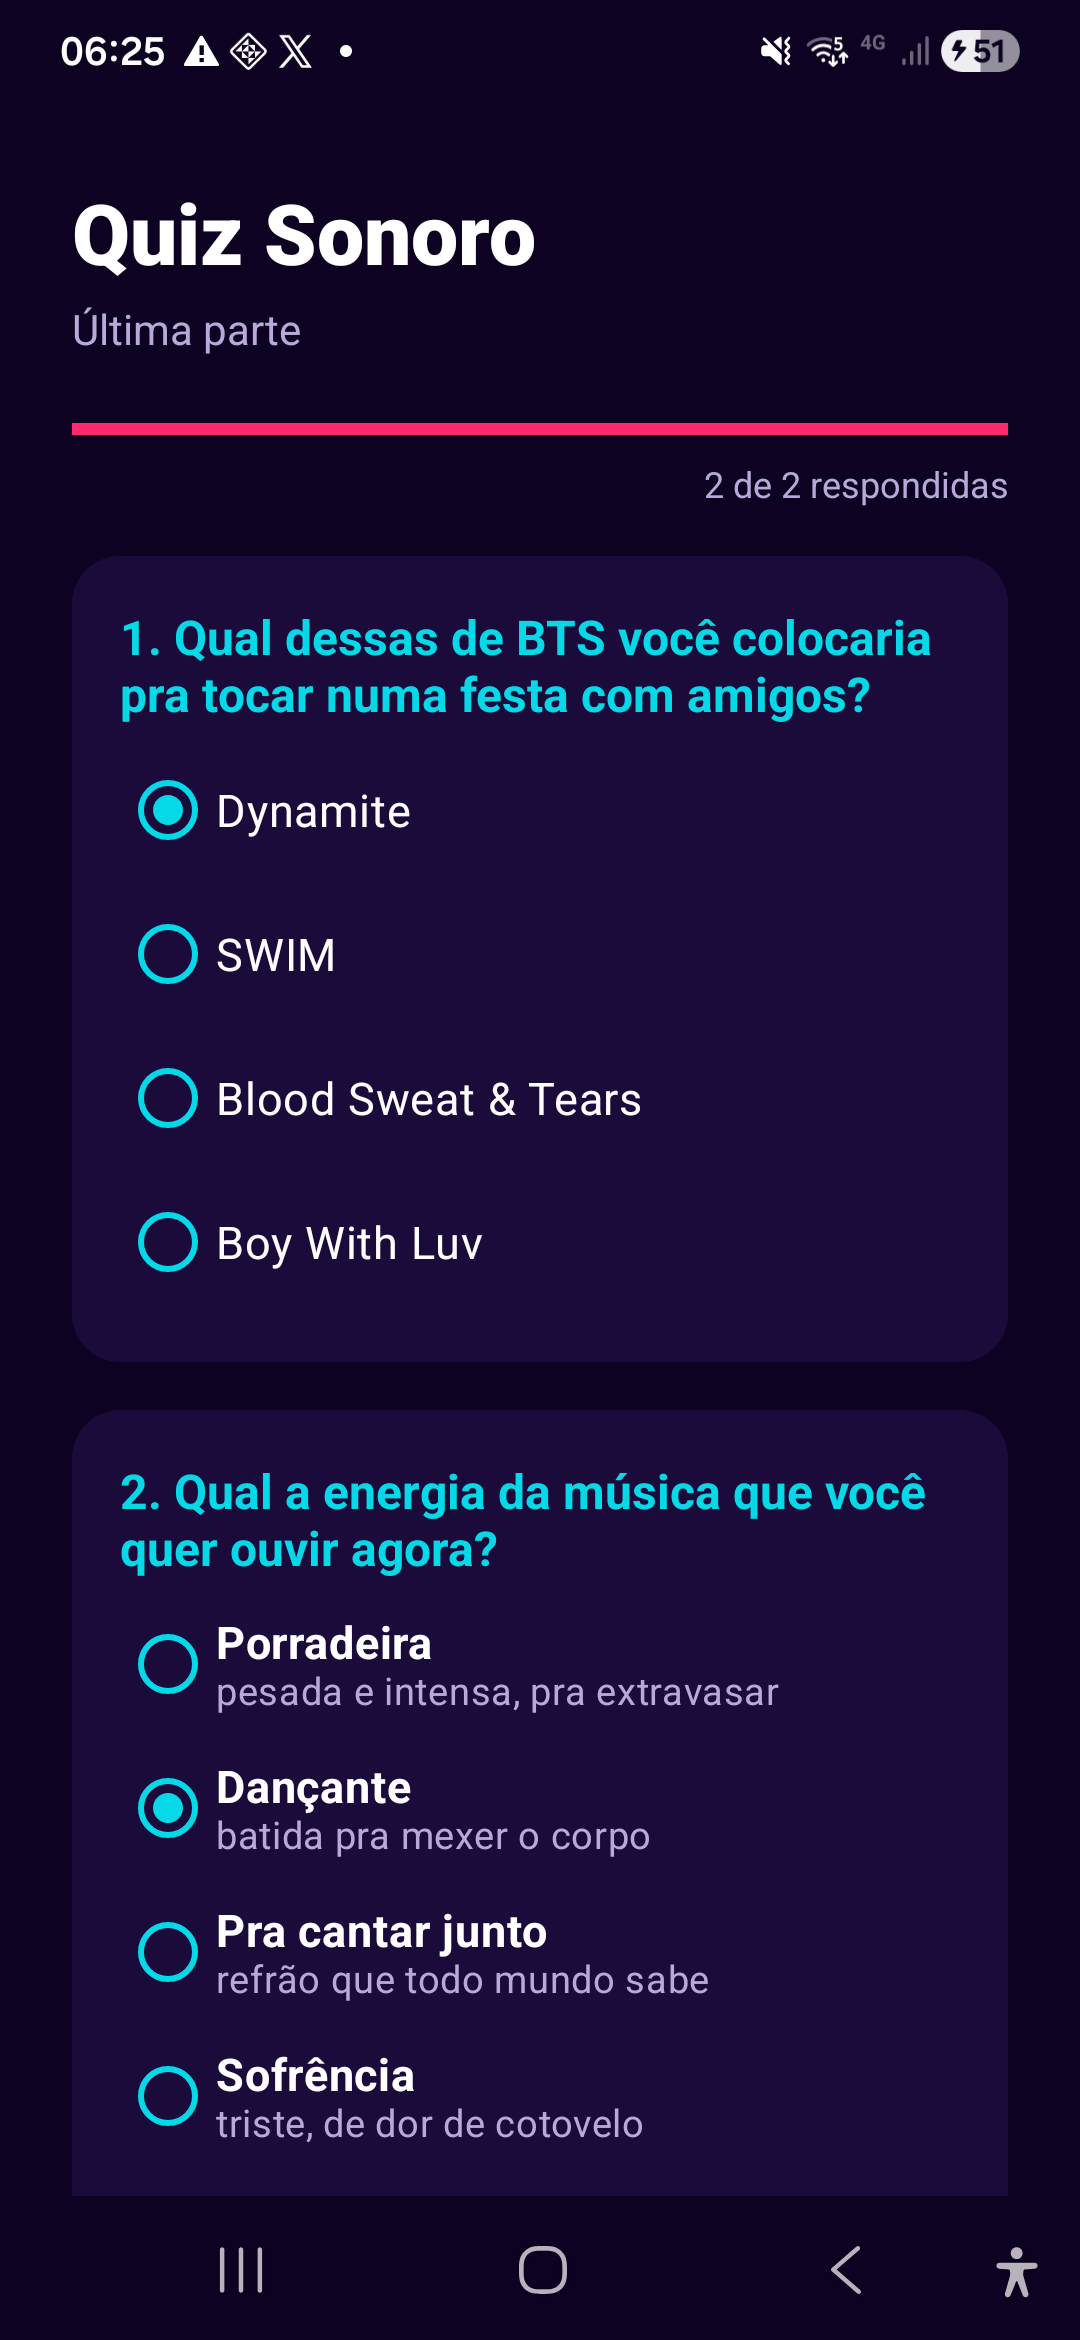 06:25
5
4G
51
Quiz Sonoro
Última parte
2 de 2 respondidas
1. Qual dessas de BTS você colocaria
pra tocar numa festa com amigos?
Dynamite
SWIM
Blood Sweat & Tears
Boy With Luv
2. Qual a energia da música que você
quer ouvir agora?
Porradeira
pesada e intensa, pra extravasar
Dançante
batida pra mexer o corpo
Pra cantar junto
refrão que todo mundo sabe
Sofrência
triste, de dor de cotovelo